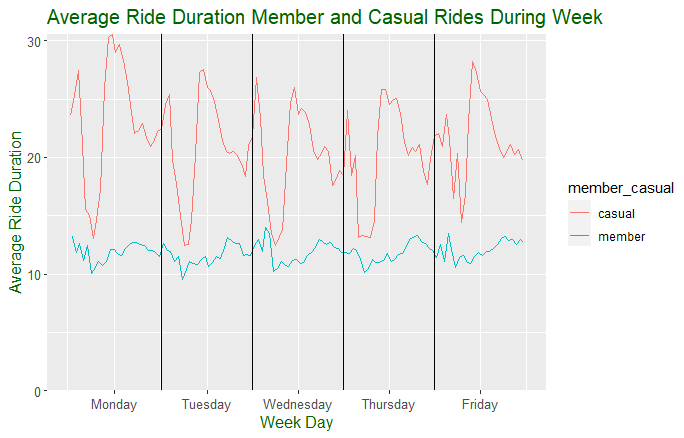 Average Ride Duration Member and Casual Rides During Week
30
20
10
0
Average Ride Duration
Monday Tuesday Wednesday Thursday Friday
Week Day
member_casual
casual
member